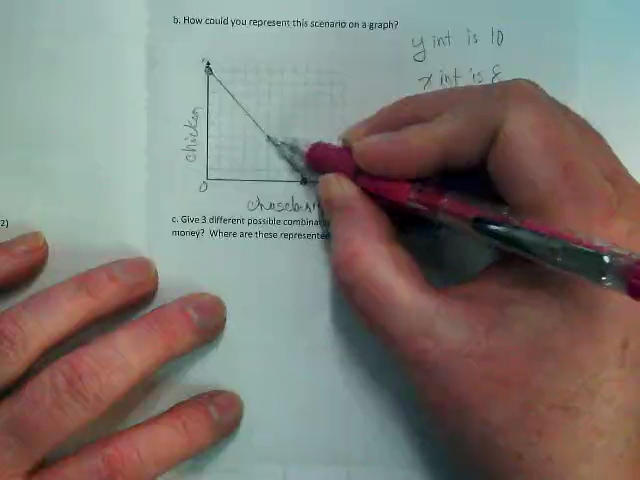 b. How could you represent this scenario on a graph?
y int is 10
x int is 8
chicken
0
c. Give 3 different possible
2)
money? Where are these represented